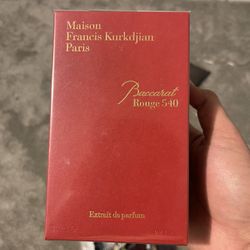 Maison
Francis Kurkdjian
Paris
Baccarat
Rouge 540
Extrait de parfum